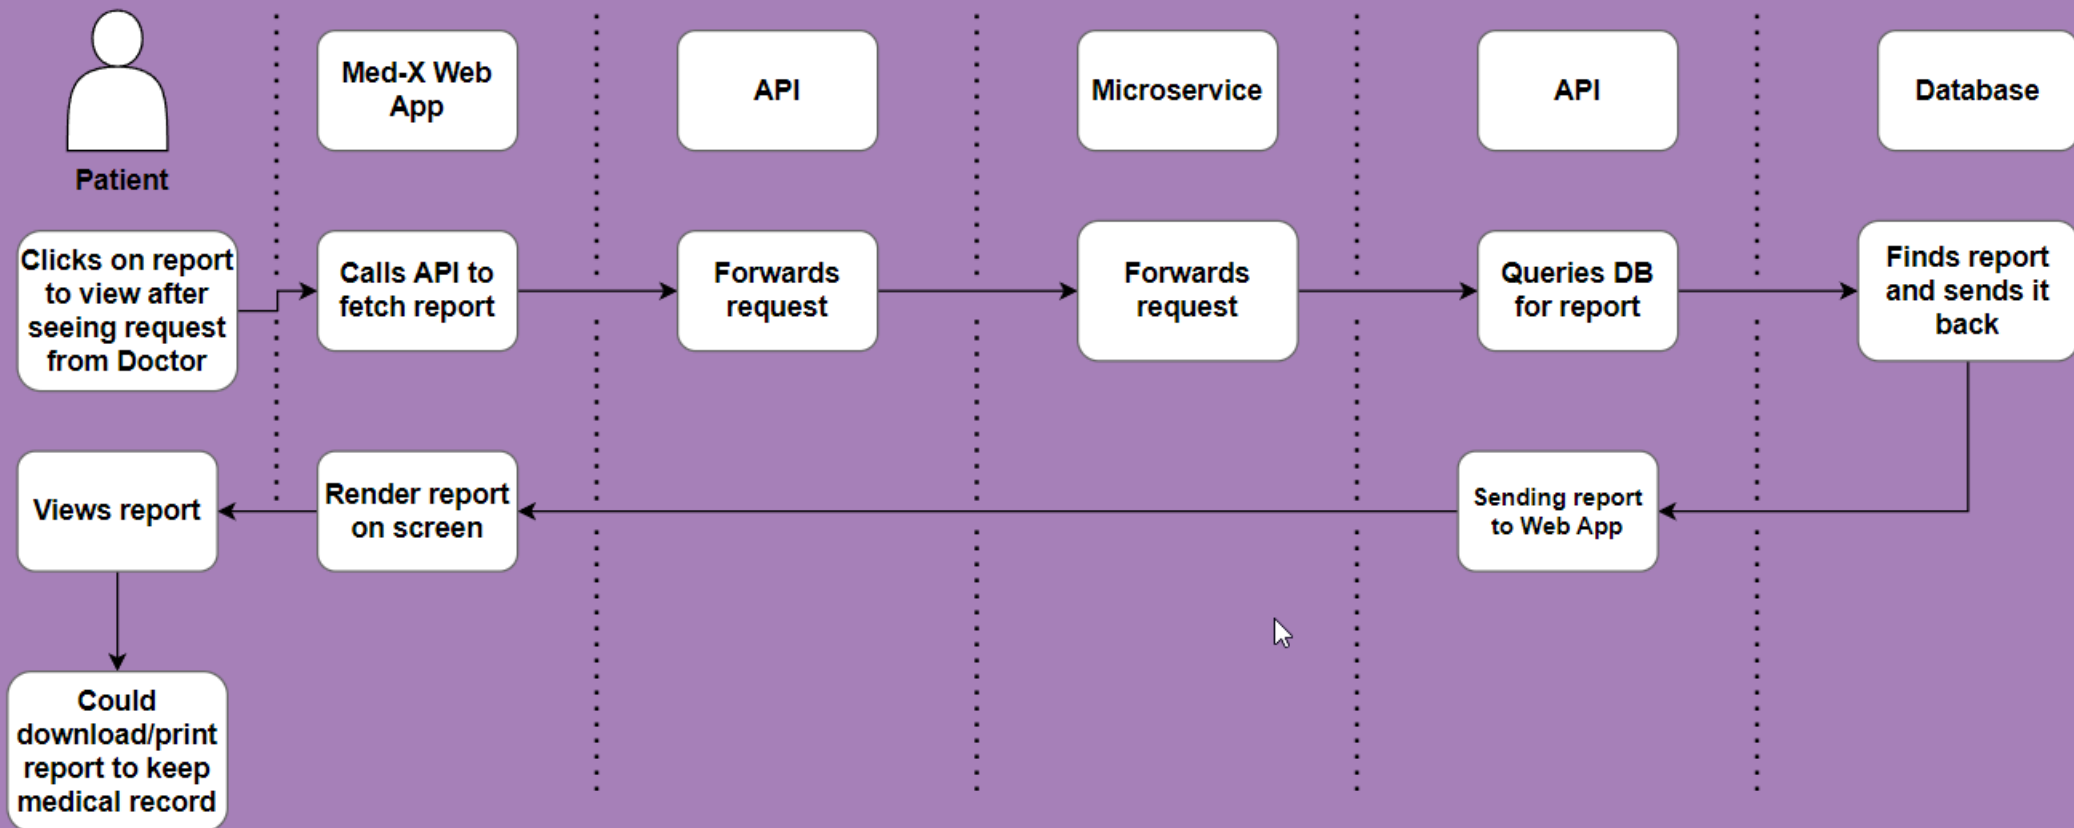 Med-X Web
App
API
Microservice
API
Database
Patient
Clicks on report
to view after
seeing request
from Doctor
Calls API to
fetch report
Forwards
request
Forwards
request
Queries DB
for report
Finds report
and sends it
back
Views report
Render report
on screen
Sending report
to Web App
Could
download/print
report to keep
medical record